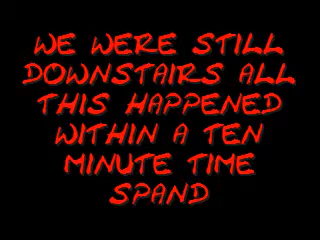 WE WERE STILL
DOWNSTAIRS ALL
THIS HAPPENED
WITHIN A TEN
MINUTE TIME
SPAND